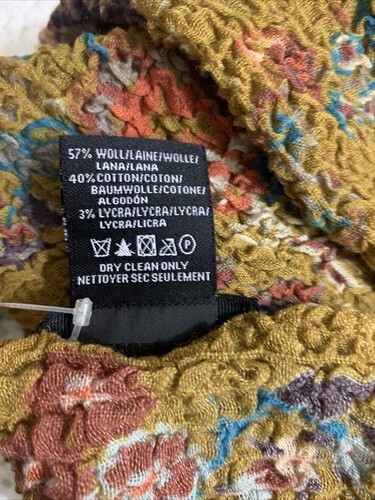 57% WOLL/LAINE/WOLLE/
LANA/LANA
40% COTTON/COTON/
BAUMWOLLE/COTONE/
ALGODÓN
3% LYCRA/LYCRA/LYCRA/
LYCRA/LICRA
P
DRY CLEAN ONLY
NETTOYER SEC SEULEMENT